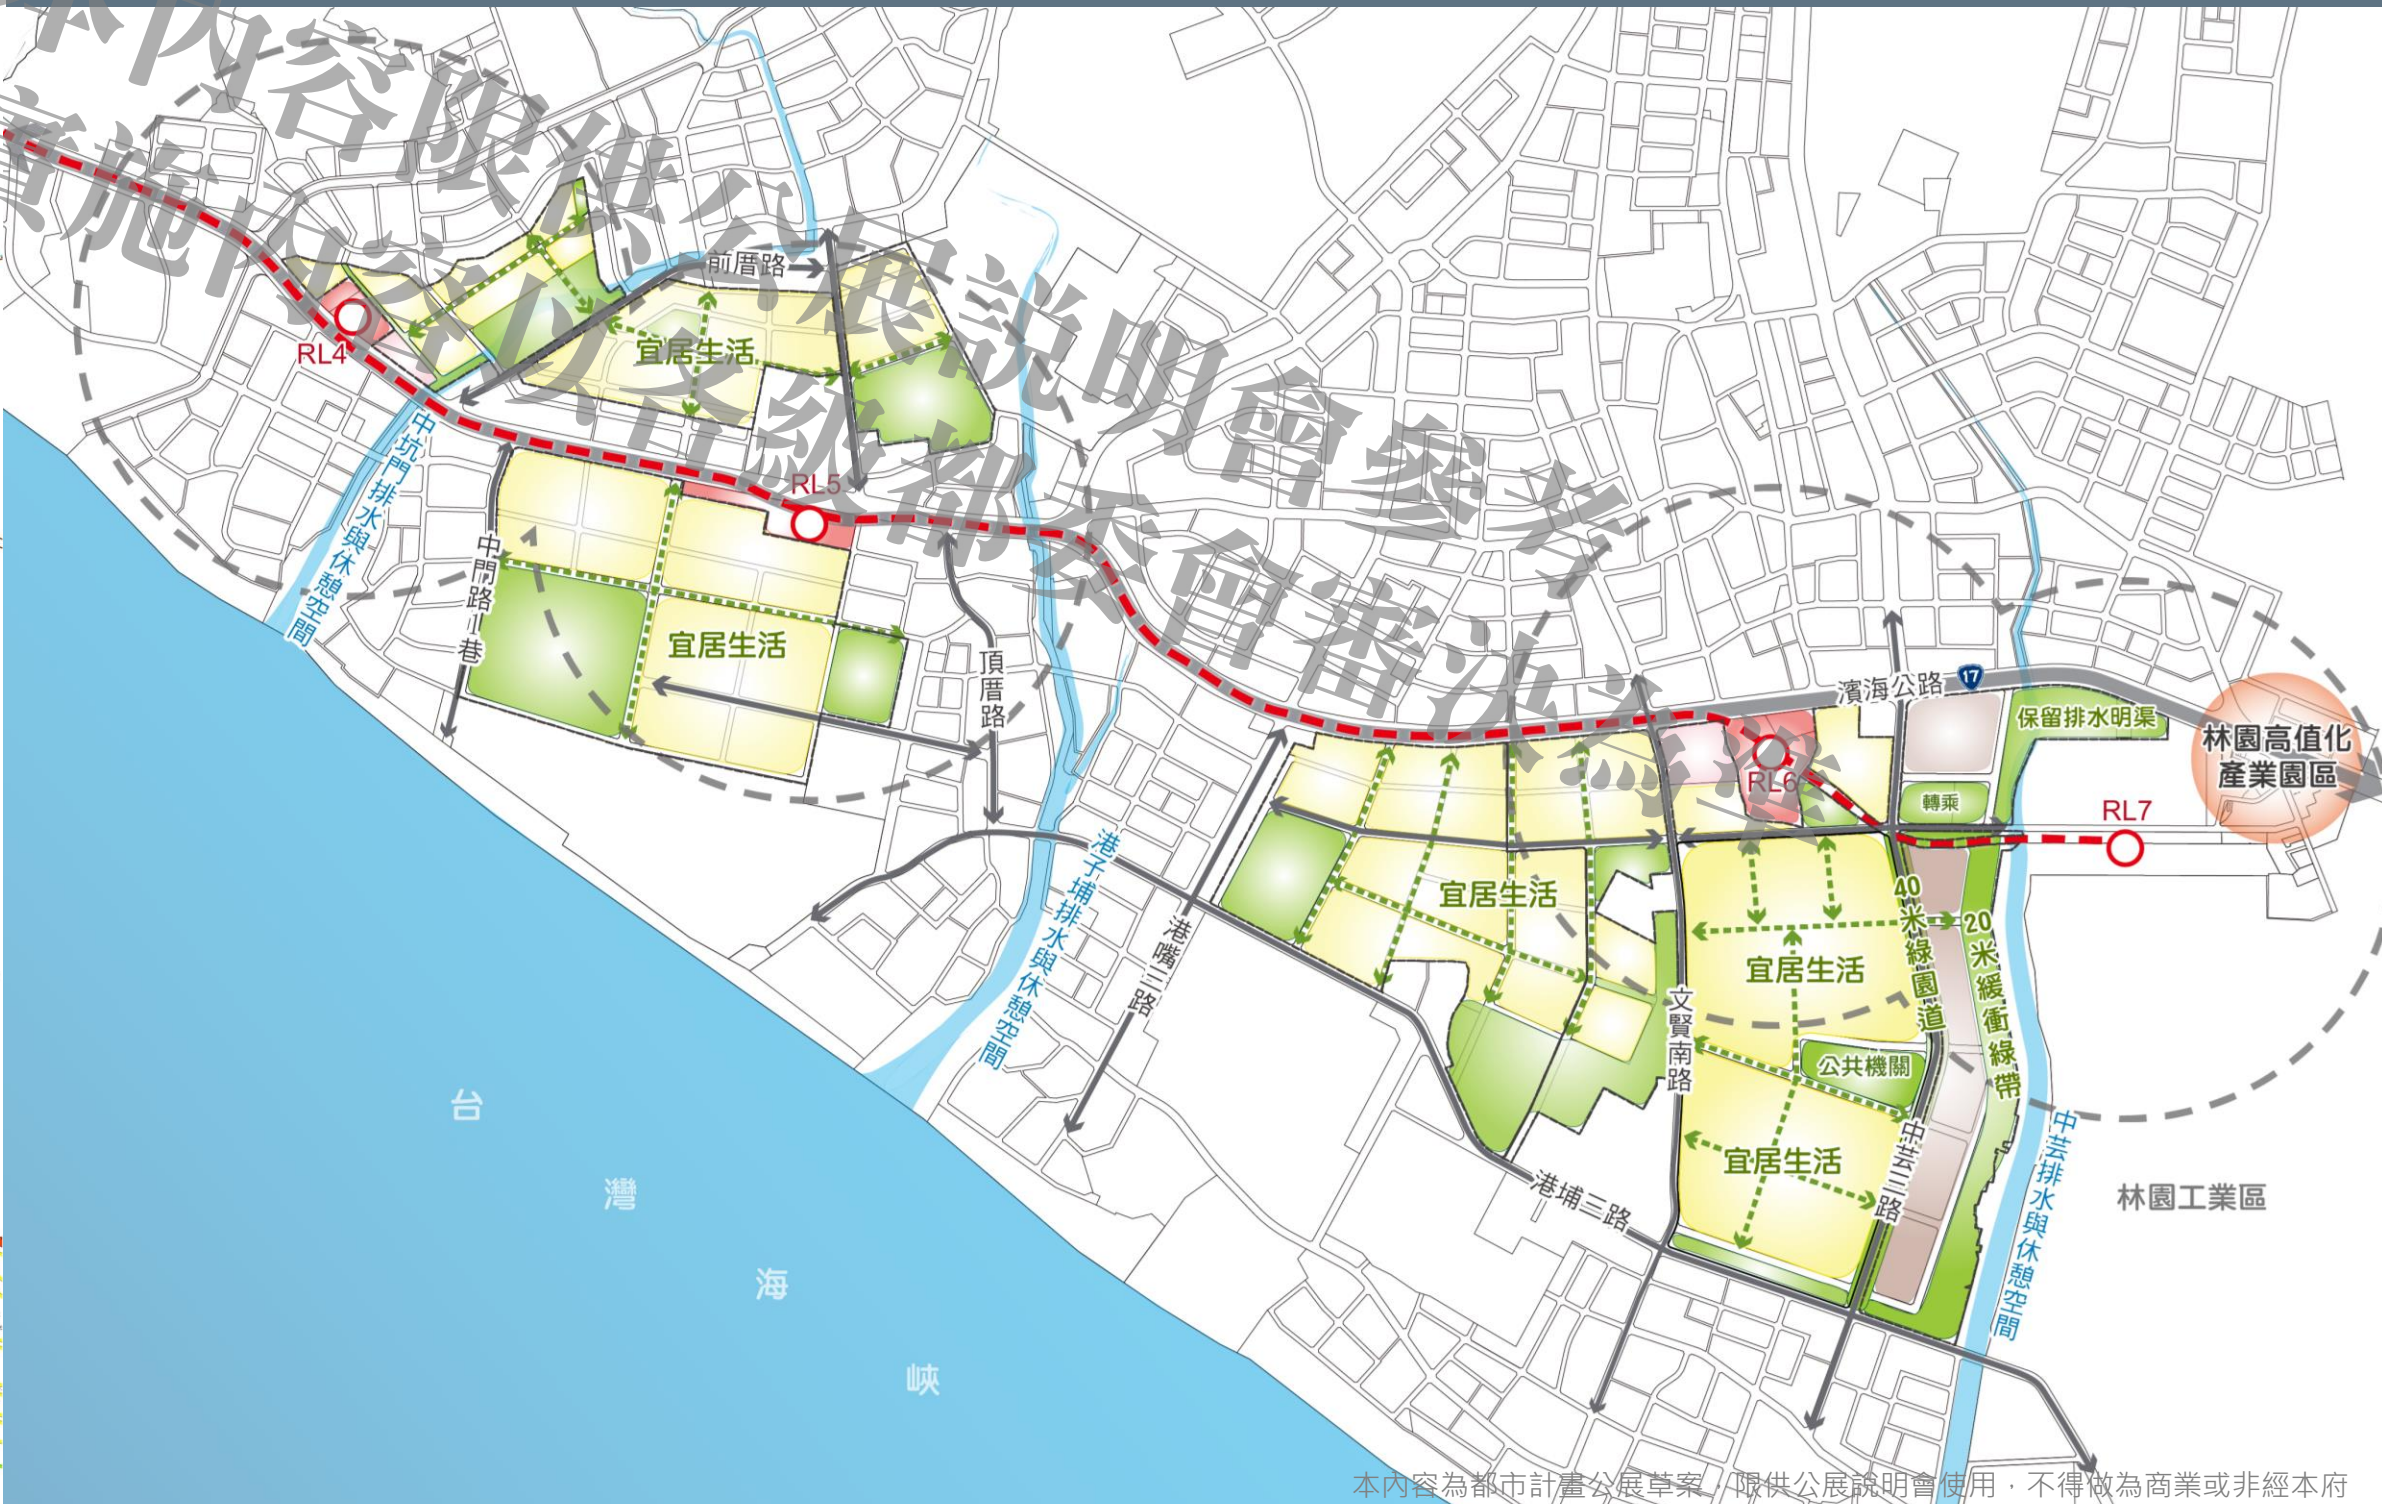 本內容限供公展說明會參考
實施內容以各級都委會審決為準
前厝路
宜居生活
RL4
中坑門排水與休憩空間
RL5
中門路1巷
宜居生活
頂厝路
濱海公路
17
保留排水明渠
林園高值化
產業園區
RL6
轉乘
RL7
港子埔排水與休憩空間
港嘴三路
宜居生活
40米綠園道
20米緩衝綠帶
宜居生活
文賢南路
公共機關
宜居生活
中芸三路
中芸排水與休憩空間
港埔三路
林園工業區
台灣海峽
本內容為都市計畫公展草案，限供公展說明會使用，不得做為商業或非經本府